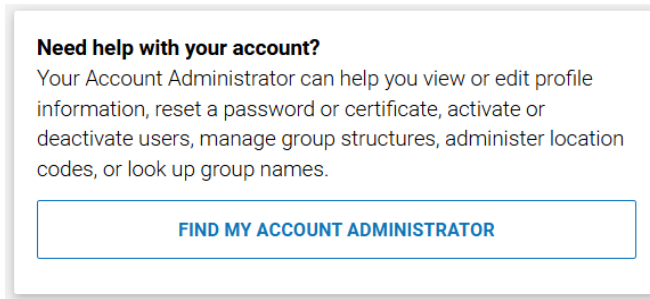 Need help with your account?
Your Account Administrator can help you view or edit profile
information, reset a password or certificate, activate or
deactivate users, manage group structures, administer location
codes, or look up group names.
FIND MY ACCOUNT ADMINISTRATOR